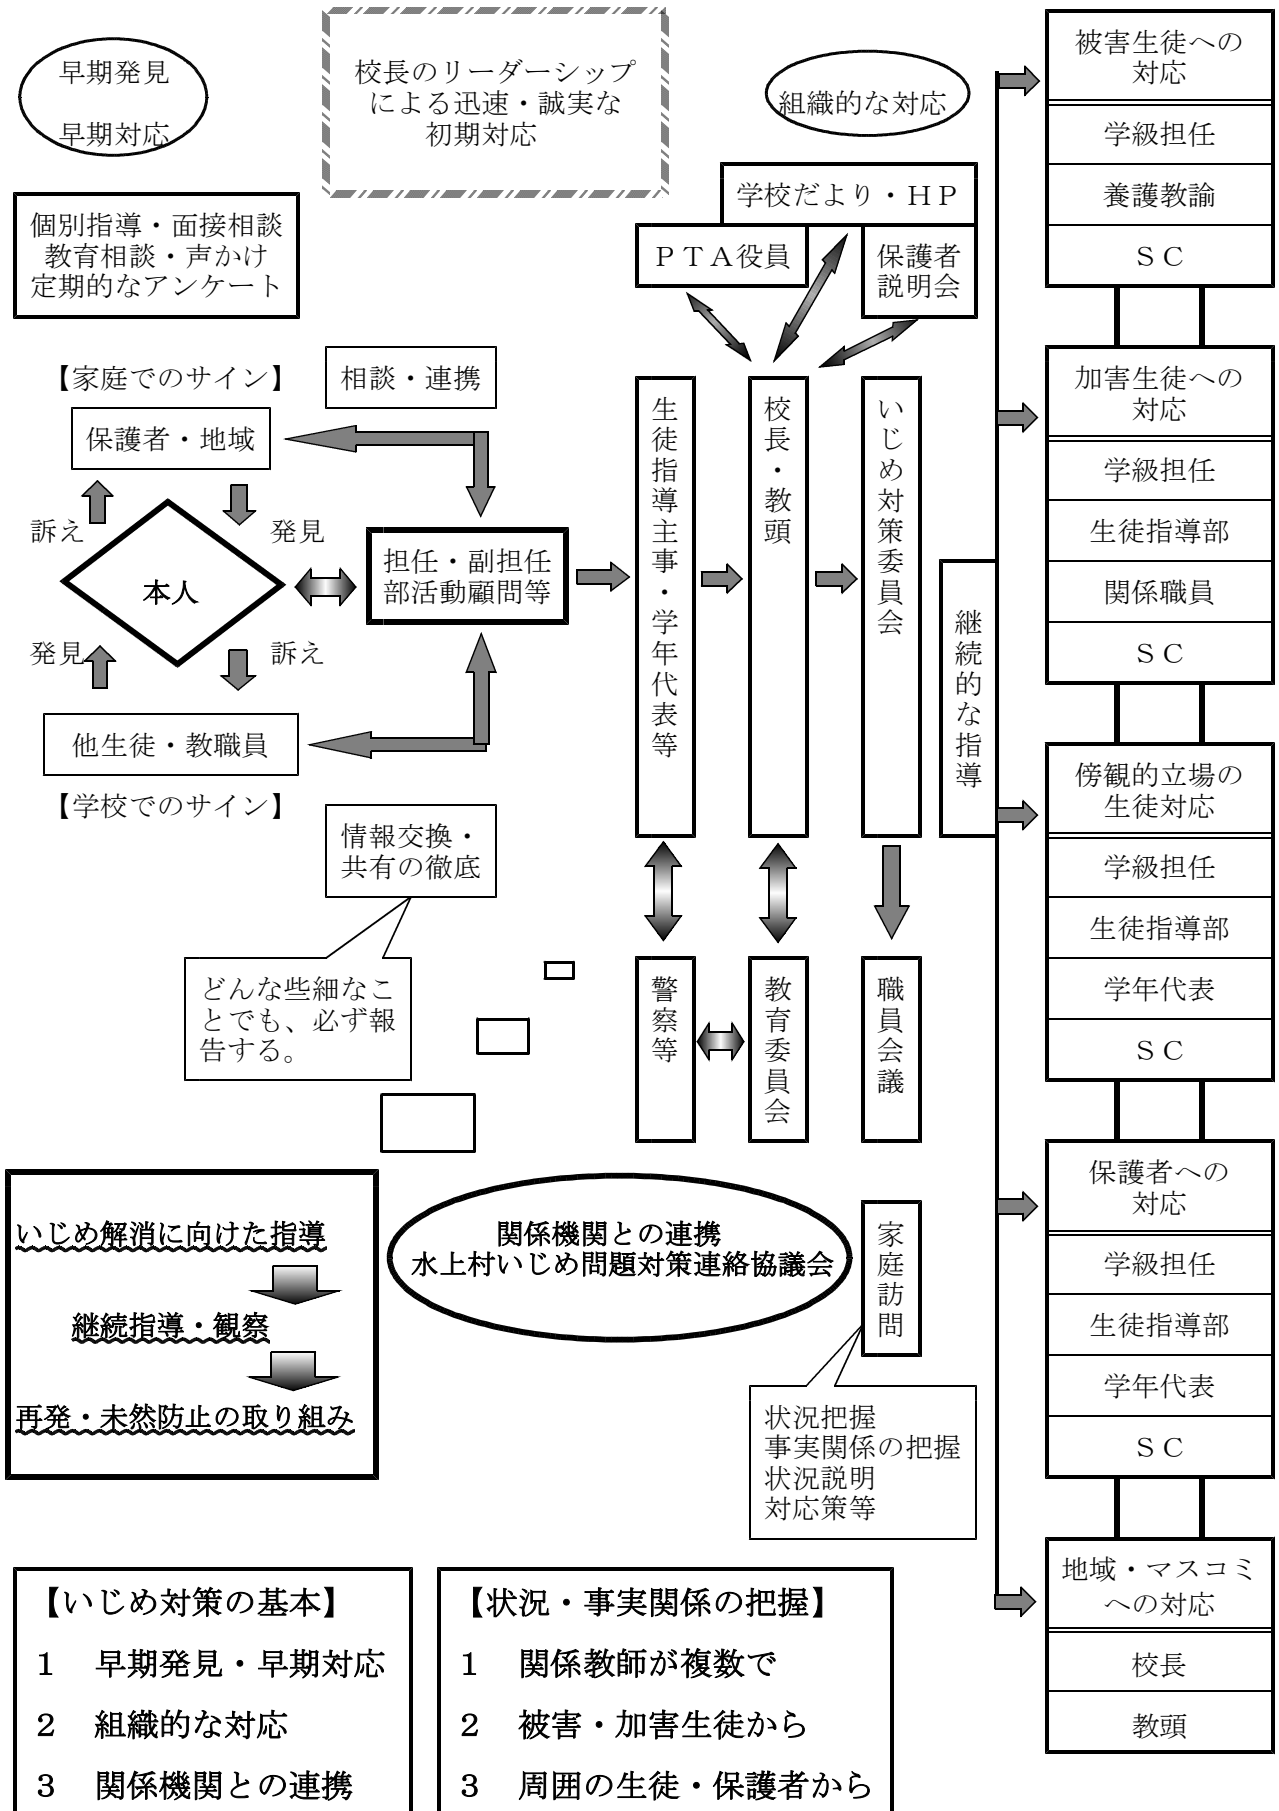 早期発見
早期対応
校長のリーダーシップ
による迅速・誠実な
初期対応
組織的な対応
個別指導・面接相談
教育相談・声かけ
定期的なアンケート
学校だより・ＨＰ
ＰＴＡ役員
保護者
説明会
【家庭でのサイン】
相談・連携
保護者・地域
訴え
発見
本人
担任・副担任
部活動顧問等
発見
訴え
他生徒・教職員
【学校でのサイン】
情報交換・
共有の徹底
どんな些細なこ
とでも、必ず報
告する。
生徒指導主事・学年代表等
校長・教頭
いじめ対策委員会
継続的な指導
警察等
教育委員会
職員会議
家庭訪問
状況把握
事実関係の把握
状況説明
対応策等
関係機関との連携
水上村いじめ問題対策連絡協議会
いじめ解消に向けた指導
継続指導・観察
再発・未然防止の取り組み
被害生徒への
対応
学級担任
養護教諭
ＳＣ
加害生徒への
対応
学級担任
生徒指導部
関係職員
ＳＣ
傍観的立場の
生徒対応
学級担任
生徒指導部
学年代表
ＳＣ
保護者への
対応
学級担任
生徒指導部
学年代表
ＳＣ
地域・マスコミ
への対応
校長
教頭
【いじめ対策の基本】
１　早期発見・早期対応
２　組織的な対応
３　関係機関との連携
【状況・事実関係の把握】
１　関係教師が複数で
２　被害・加害生徒から
３　周囲の生徒・保護者から